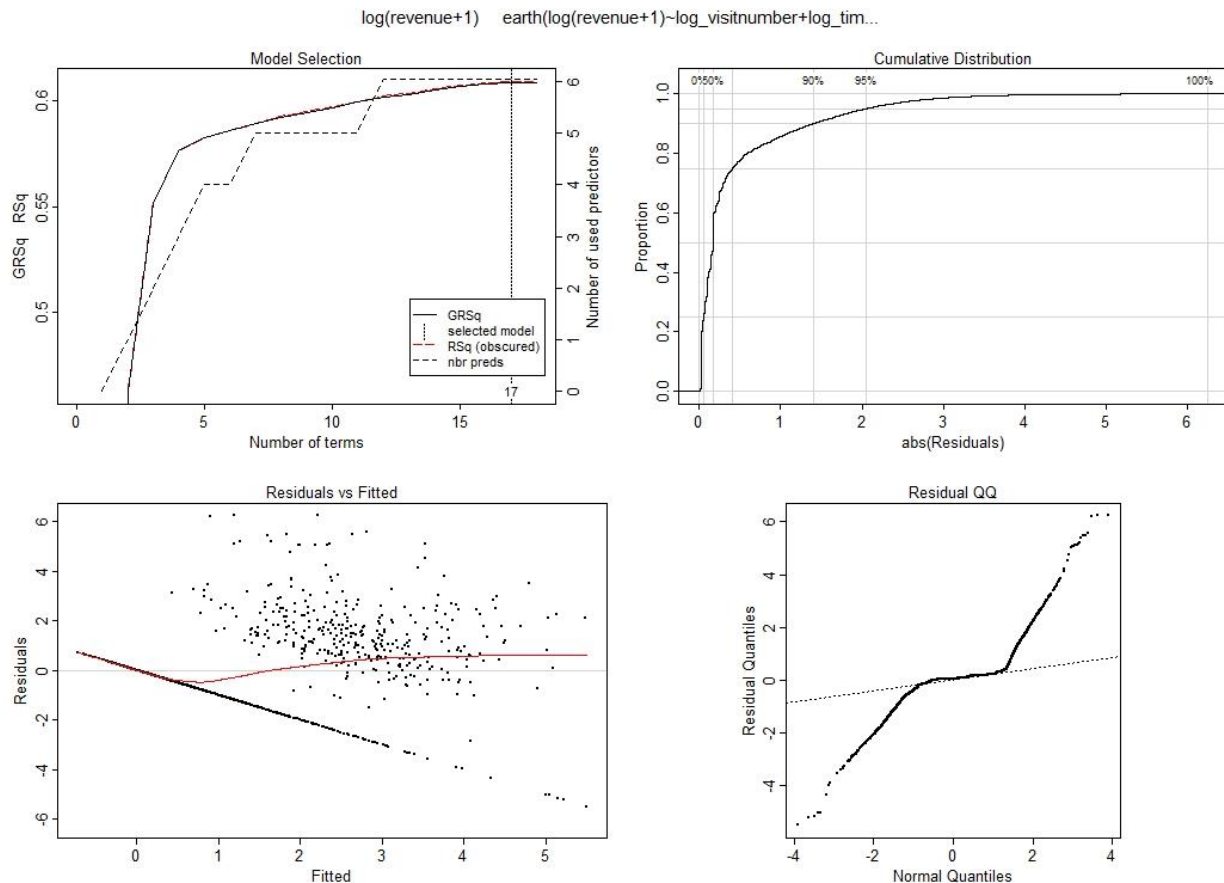 log(revenue+1) earth(log(revenue+1)~log_visitnumber+log_tim...
Model Selection
GRSq RSq
0.5 0.55 0.6
Number of used predictors
0 1 2 3 4 5 6
GRSq
selected model
RSq (obscured)
nbr preds
17
0 5 10 15
Number of terms
Cumulative Distribution
0% 50% 90% 95% 100%
Proportion
0.0 0.2 0.4 0.6 0.8 1.0
0 1 2 3 4 5 6
abs(Residuals)
Residuals vs Fitted
Residuals
-6 -4 -2 0 2 4 6
0 1 2 3 4 5
Fitted
Residual QQ
Residual Quantiles
-4 -2 0 2 4 6
-4 -2 0 2 4
Normal Quantiles